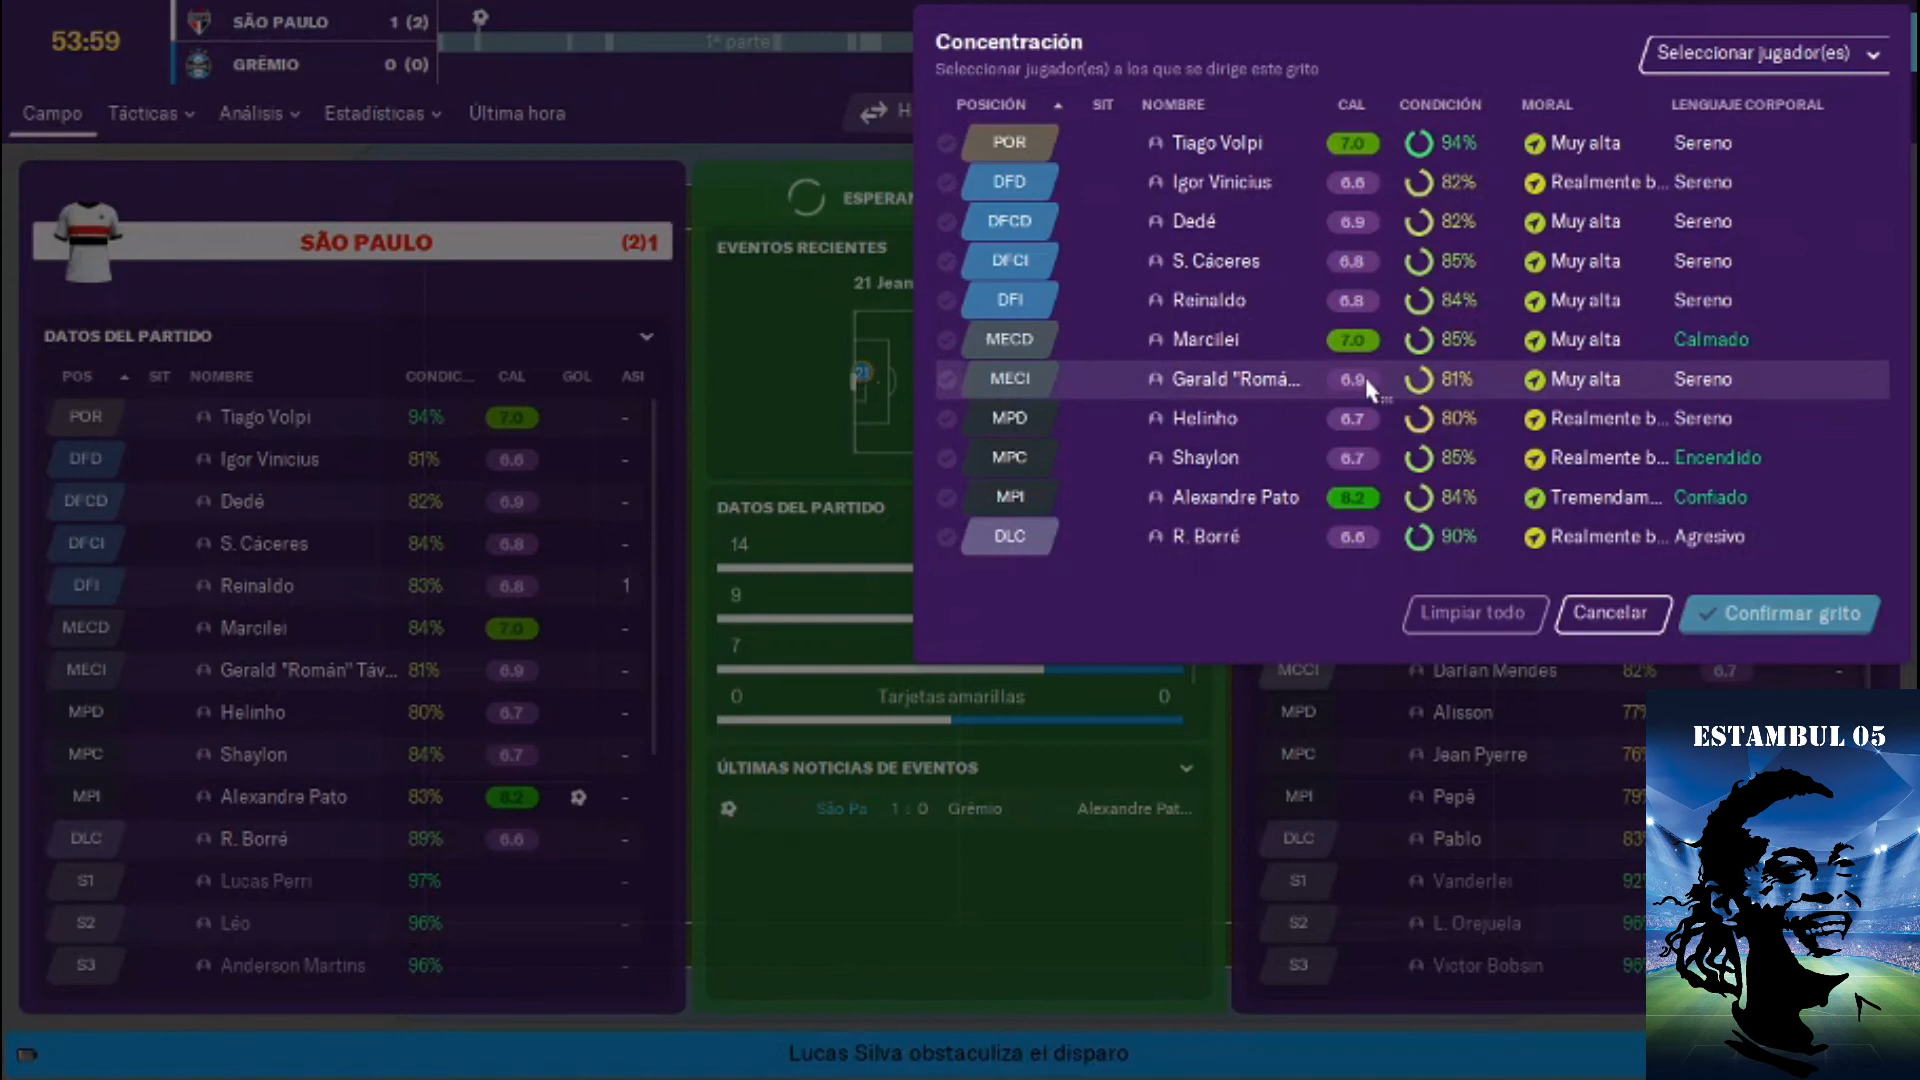 53:59
SÃO PAULO 1 (2)
GRÊMIO 0 (0)
1ª parte
Campo Tácticas Análisis Estadísticas Última hora
SÃO PAULO (2)1
DATOS DEL PARTIDO
POS SIT NOMBRE CONDIC... CAL GOL ASI
POR Tiago Volpi 94% 7.0 -
DFD Igor Vinicius 81% 6.6 -
DFCD Dedé 82% 6.9 -
DFCI S. Cáceres 84% 6.8 -
DFI Reinaldo 83% 6.8 1
MECD Marcilei 84% 7.0 -
MECI Gerald "Román" Táv... 81% 6.9 -
MPD Helinho 80% 6.7 -
MPC Shaylon 84% 6.7 -
MPI Alexandre Pato 83% 8.2 -
DLC R. Borré 89% 6.6 -
S1 Lucas Perri 97% -
S2 Léo 96% -
S3 Anderson Martins 96% -
EVENTOS RECIENTES
21 Jean
21
DATOS DEL PARTIDO
14
9
7
0 Tarjetas amarillas 0
ÚLTIMAS NOTICIAS DE EVENTOS
São Pa 1 : 0 Grêmio Alexandre Pat...
Concentración
Seleccionar jugador(es) a los que se dirige este grito
Seleccionar jugador(es)
POSICIÓN SIT NOMBRE CAL CONDICIÓN MORAL LENGUAJE CORPORAL
POR Tiago Volpi 7.0 94% Muy alta Sereno
DFD Igor Vinicius 6.6 82% Realmente b... Sereno
DFCD Dedé 6.9 82% Muy alta Sereno
DFCI S. Cáceres 6.8 85% Muy alta Sereno
DFI Reinaldo 6.8 84% Muy alta Sereno
MECD Marcilei 7.0 85% Muy alta Calmado
MECI Gerald "Romá... 6.9 81% Muy alta Sereno
MPD Helinho 6.7 80% Realmente b... Sereno
MPC Shaylon 6.7 85% Realmente b... Encendido
MPI Alexandre Pato 8.2 84% Tremendam... Confiado
DLC R. Borré 6.6 90% Realmente b... Agresivo
Limpiar todo Cancelar Confirmar grito
MCCI Darlan Mendes 82% 6.7 -
MPD Alisson
MPC Jean Pyerre
MPI Pepê
DLC Pablo
S1 Vanderlei
S2 L. Orejuela
S3 Victor Bobsin
ESTAMBUL 05
Lucas Silva obstaculiza el disparo